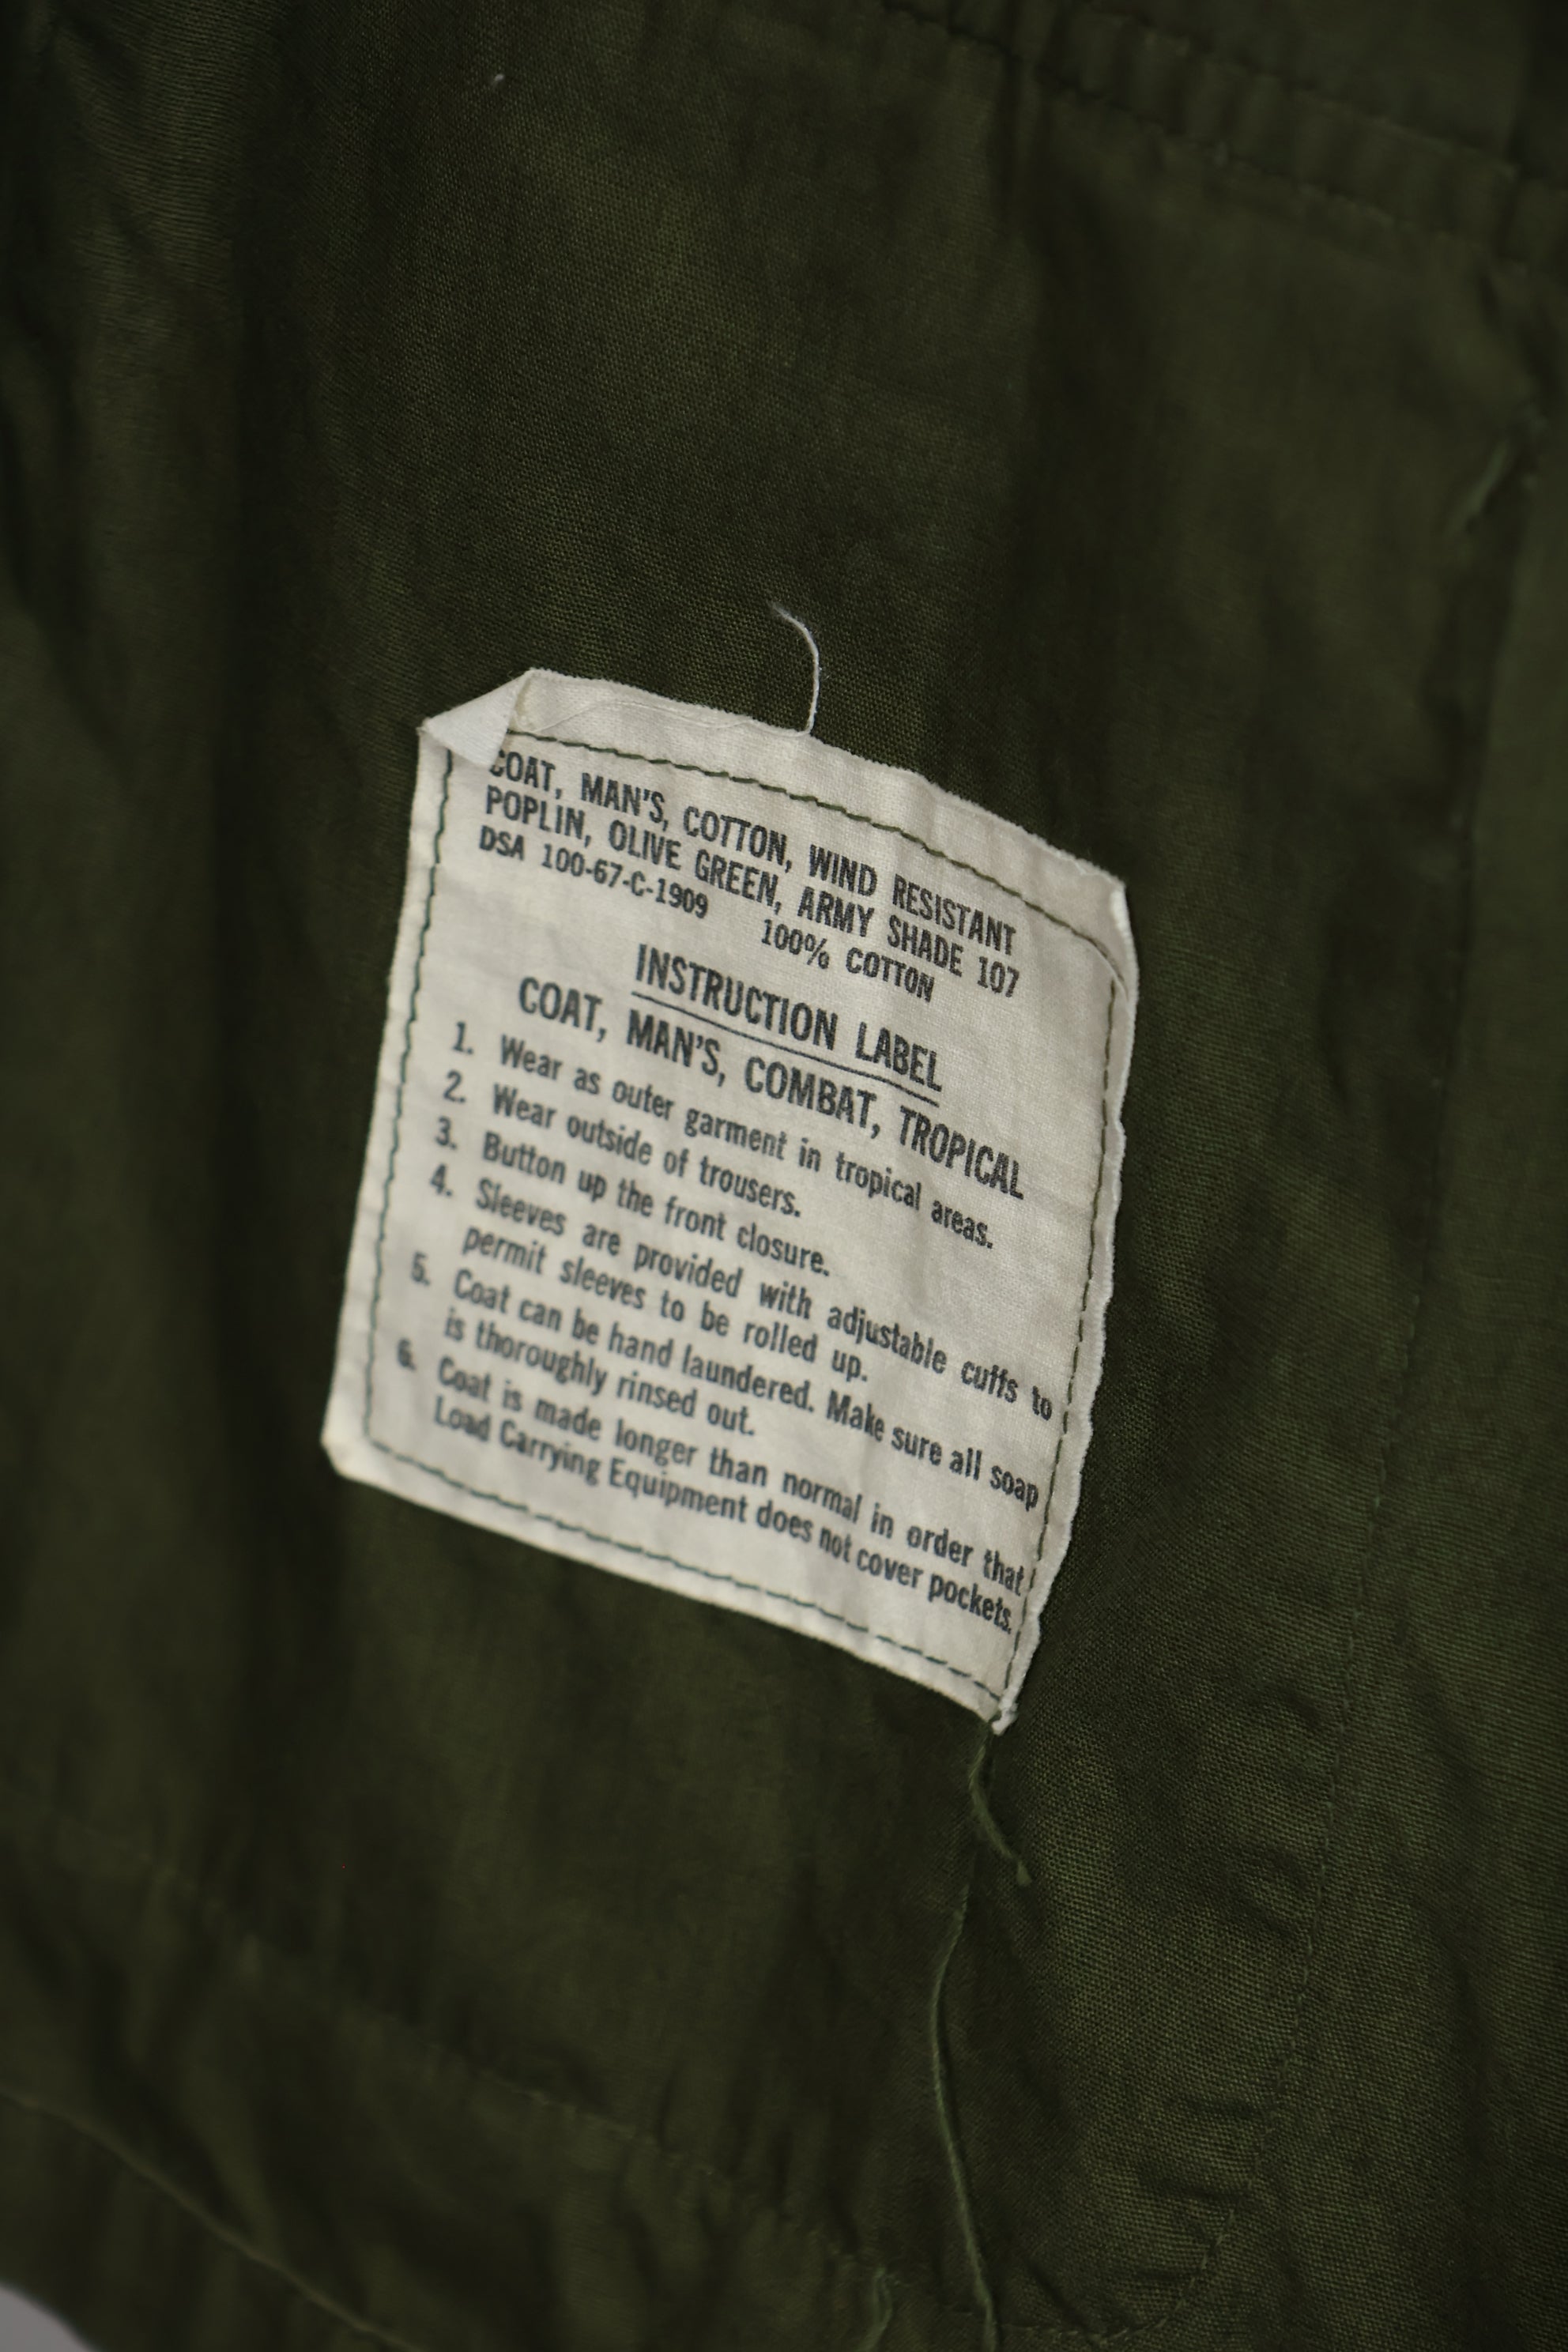 COAT, MAN'S, COTTON, WIND RESISTANT
POPLIN, OLIVE GREEN, ARMY SHADE 107
DSA 100-67-C-1909 100% COTTON
INSTRUCTION LABEL
COAT, MAN'S, COMBAT, TROPICAL
1. Wear as outer garment in tropical areas.
2. Wear outside of trousers.
3. Button up the front closure.
4. Sleeves are provided with adjustable cuffs to
permit sleeves to be rolled up.
5. Coat can be hand laundered. Make sure all soap
is thoroughly rinsed out.
6. Coat is made longer than normal in order that
Load Carrying Equipment does not cover pockets.